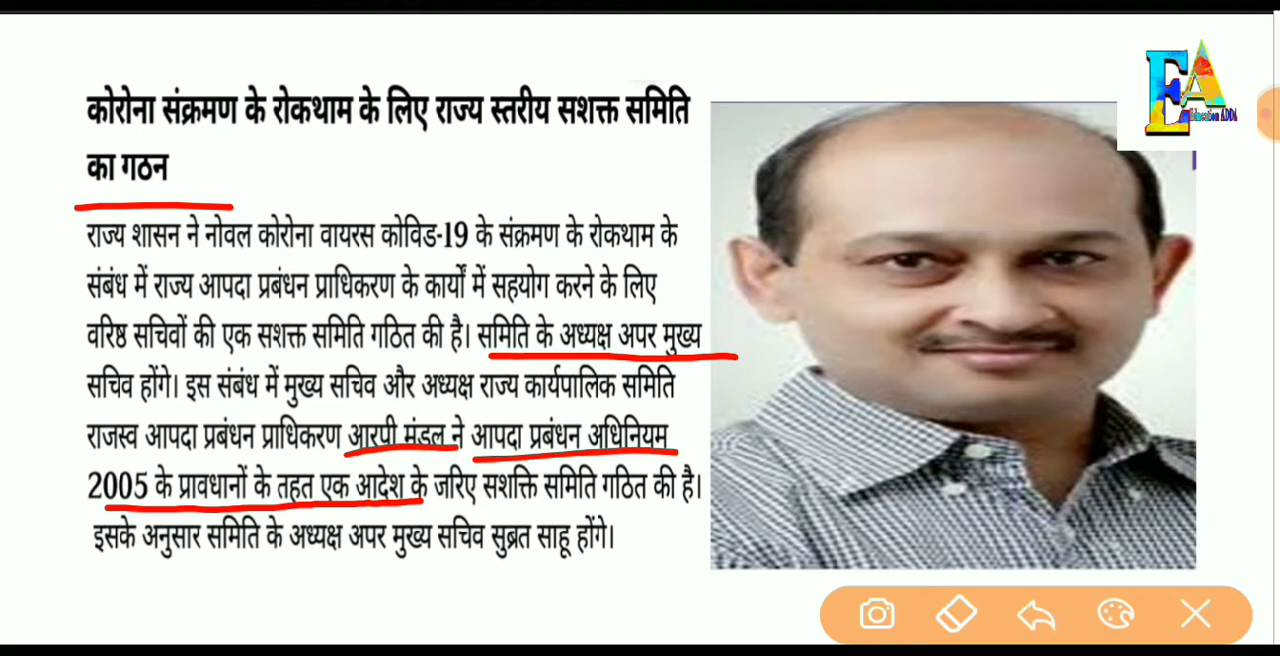 कोरोना संक्रमण के रोकथाम के लिए राज्य स्तरीय सशक्त समिति
का गठन
राज्य शासन ने नोवल कोरोना वायरस कोविड-19 के संक्रमण के रोकथाम के
संबंध में राज्य आपदा प्रबंधन प्राधिकरण के कार्यों में सहयोग करने के लिए
वरिष्ठ सचिवों की एक सशक्त समिति गठित की है। समिति के अध्यक्ष अपर मुख्य
सचिव होंगे। इस संबंध में मुख्य सचिव और अध्यक्ष राज्य कार्यपालिक समिति
राजस्व आपदा प्रबंधन प्राधिकरण आरपी मंडल ने आपदा प्रबंधन अधिनियम
2005 के प्रावधानों के तहत एक आदेश के जरिए सशक्ति समिति गठित की है।
इसके अनुसार समिति के अध्यक्ष अपर मुख्य सचिव सुब्रत साहू होंगे।
EA
Education ADDA